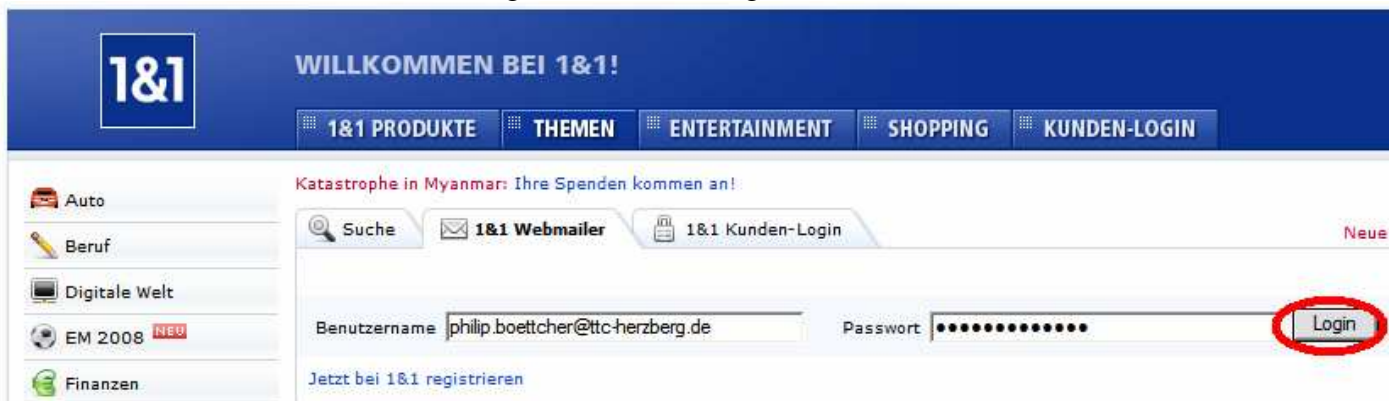 1&1
WILLKOMMEN BEI 1&1!
1&1 PRODUKTE THEMEN ENTERTAINMENT SHOPPING KUNDEN-LOGIN
Auto
Beruf
Digitale Welt
EM 2008 NEU
Finanzen
Katastrophe in Myanmar: Ihre Spenden kommen an!
Suche 1&1 Webmailer 1&1 Kunden-Login
Neue
Benutzername philip.boettcher@ttc-herzberg.de Passwort ●●●●●●●●●●●●● Login
Jetzt bei 1&1 registrieren